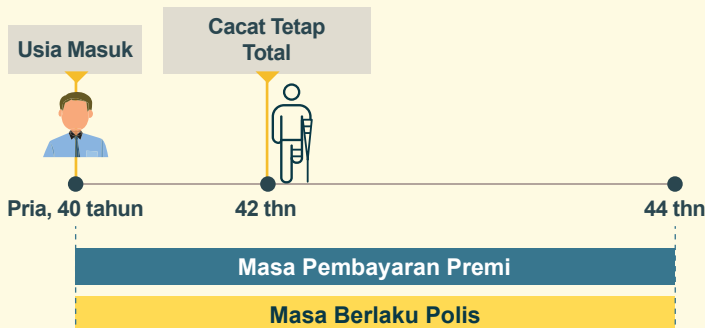 Usia Masuk
Cacat Tetap
Total
Pria, 40 tahun
42 thn
44 thn
Masa Pembayaran Premi
Masa Berlaku Polis